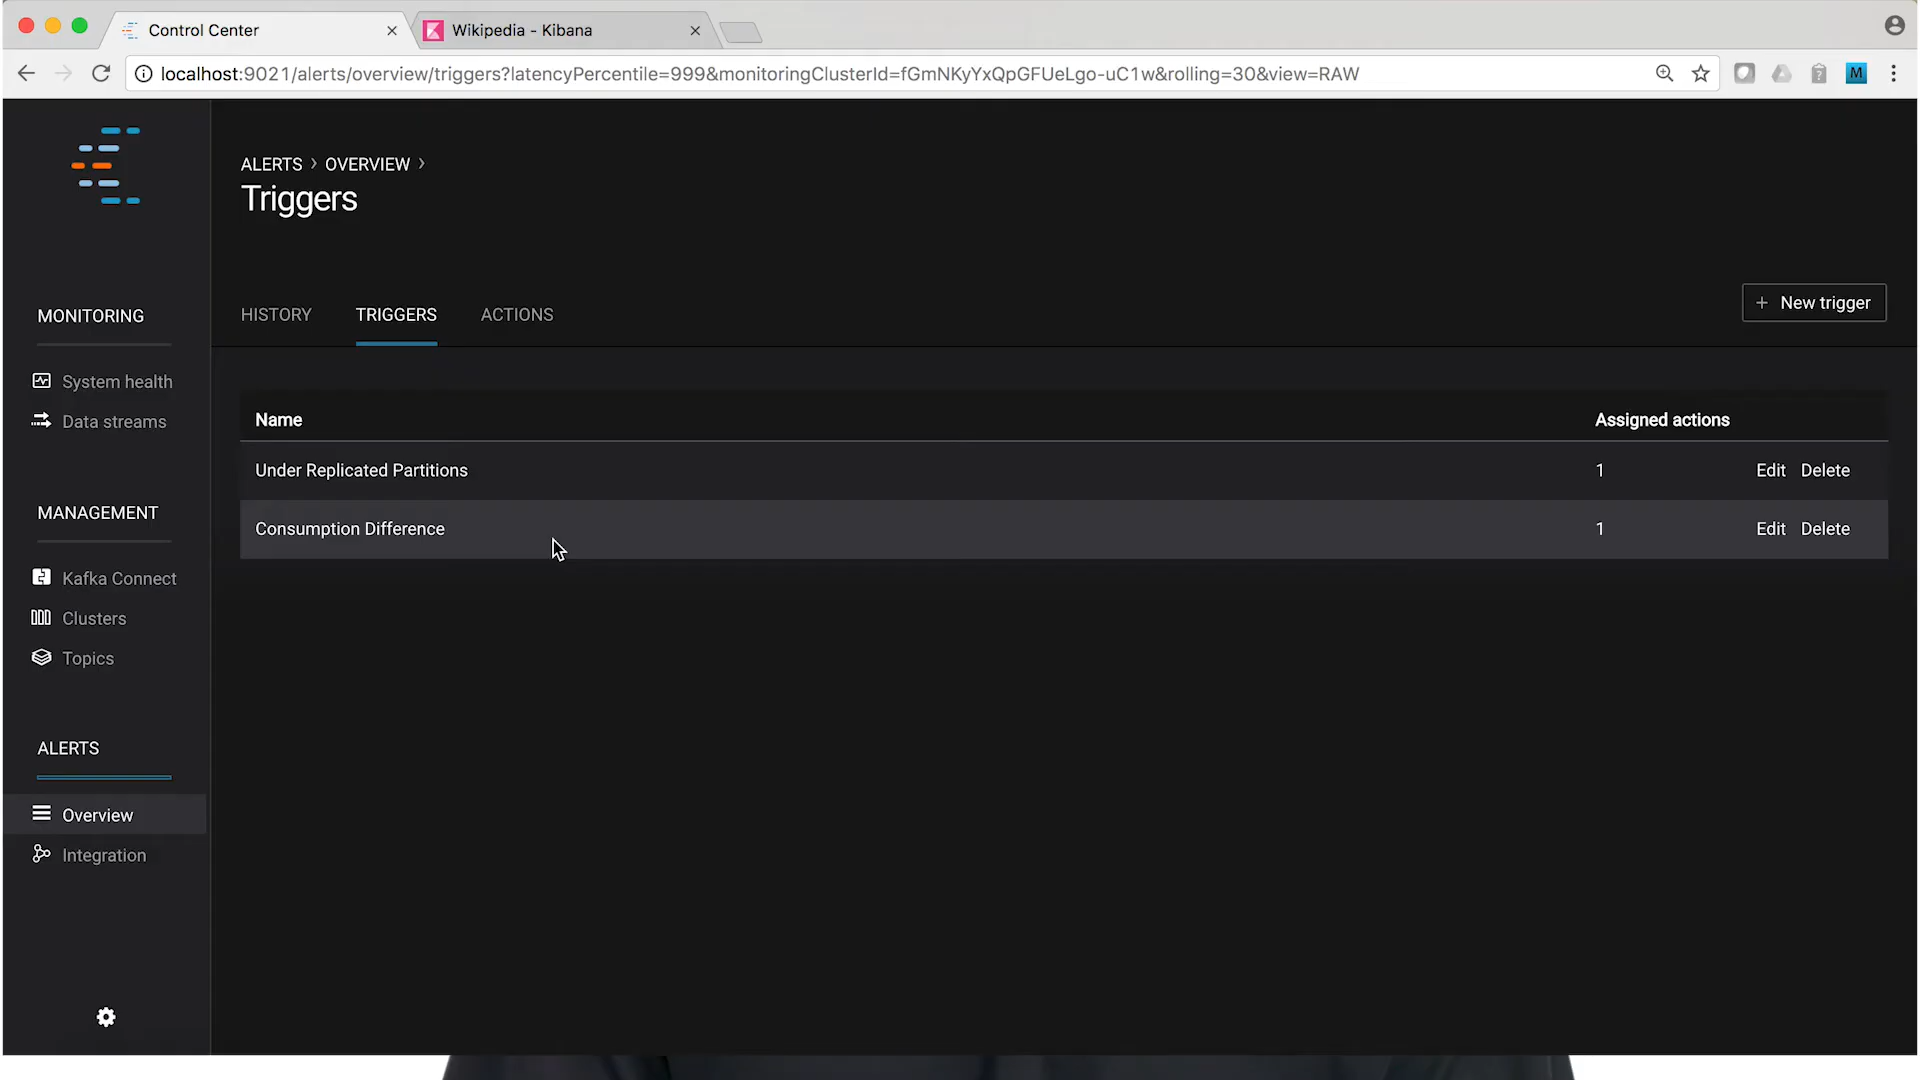 Control Center
Wikipedia - Kibana
localhost:9021/alerts/overview/triggers?latencyPercentile=999&monitoringClusterId=fGmNKyYxQpGFUeLgo-uC1w&rolling=30&view=RAW
M
ALERTS > OVERVIEW >
Triggers
HISTORY TRIGGERS ACTIONS
+ New trigger
MONITORING
System health
Data streams
MANAGEMENT
Kafka Connect
Clusters
Topics
ALERTS
Overview
Integration
Name Assigned actions
Under Replicated Partitions 1 Edit Delete
Consumption Difference 1 Edit Delete